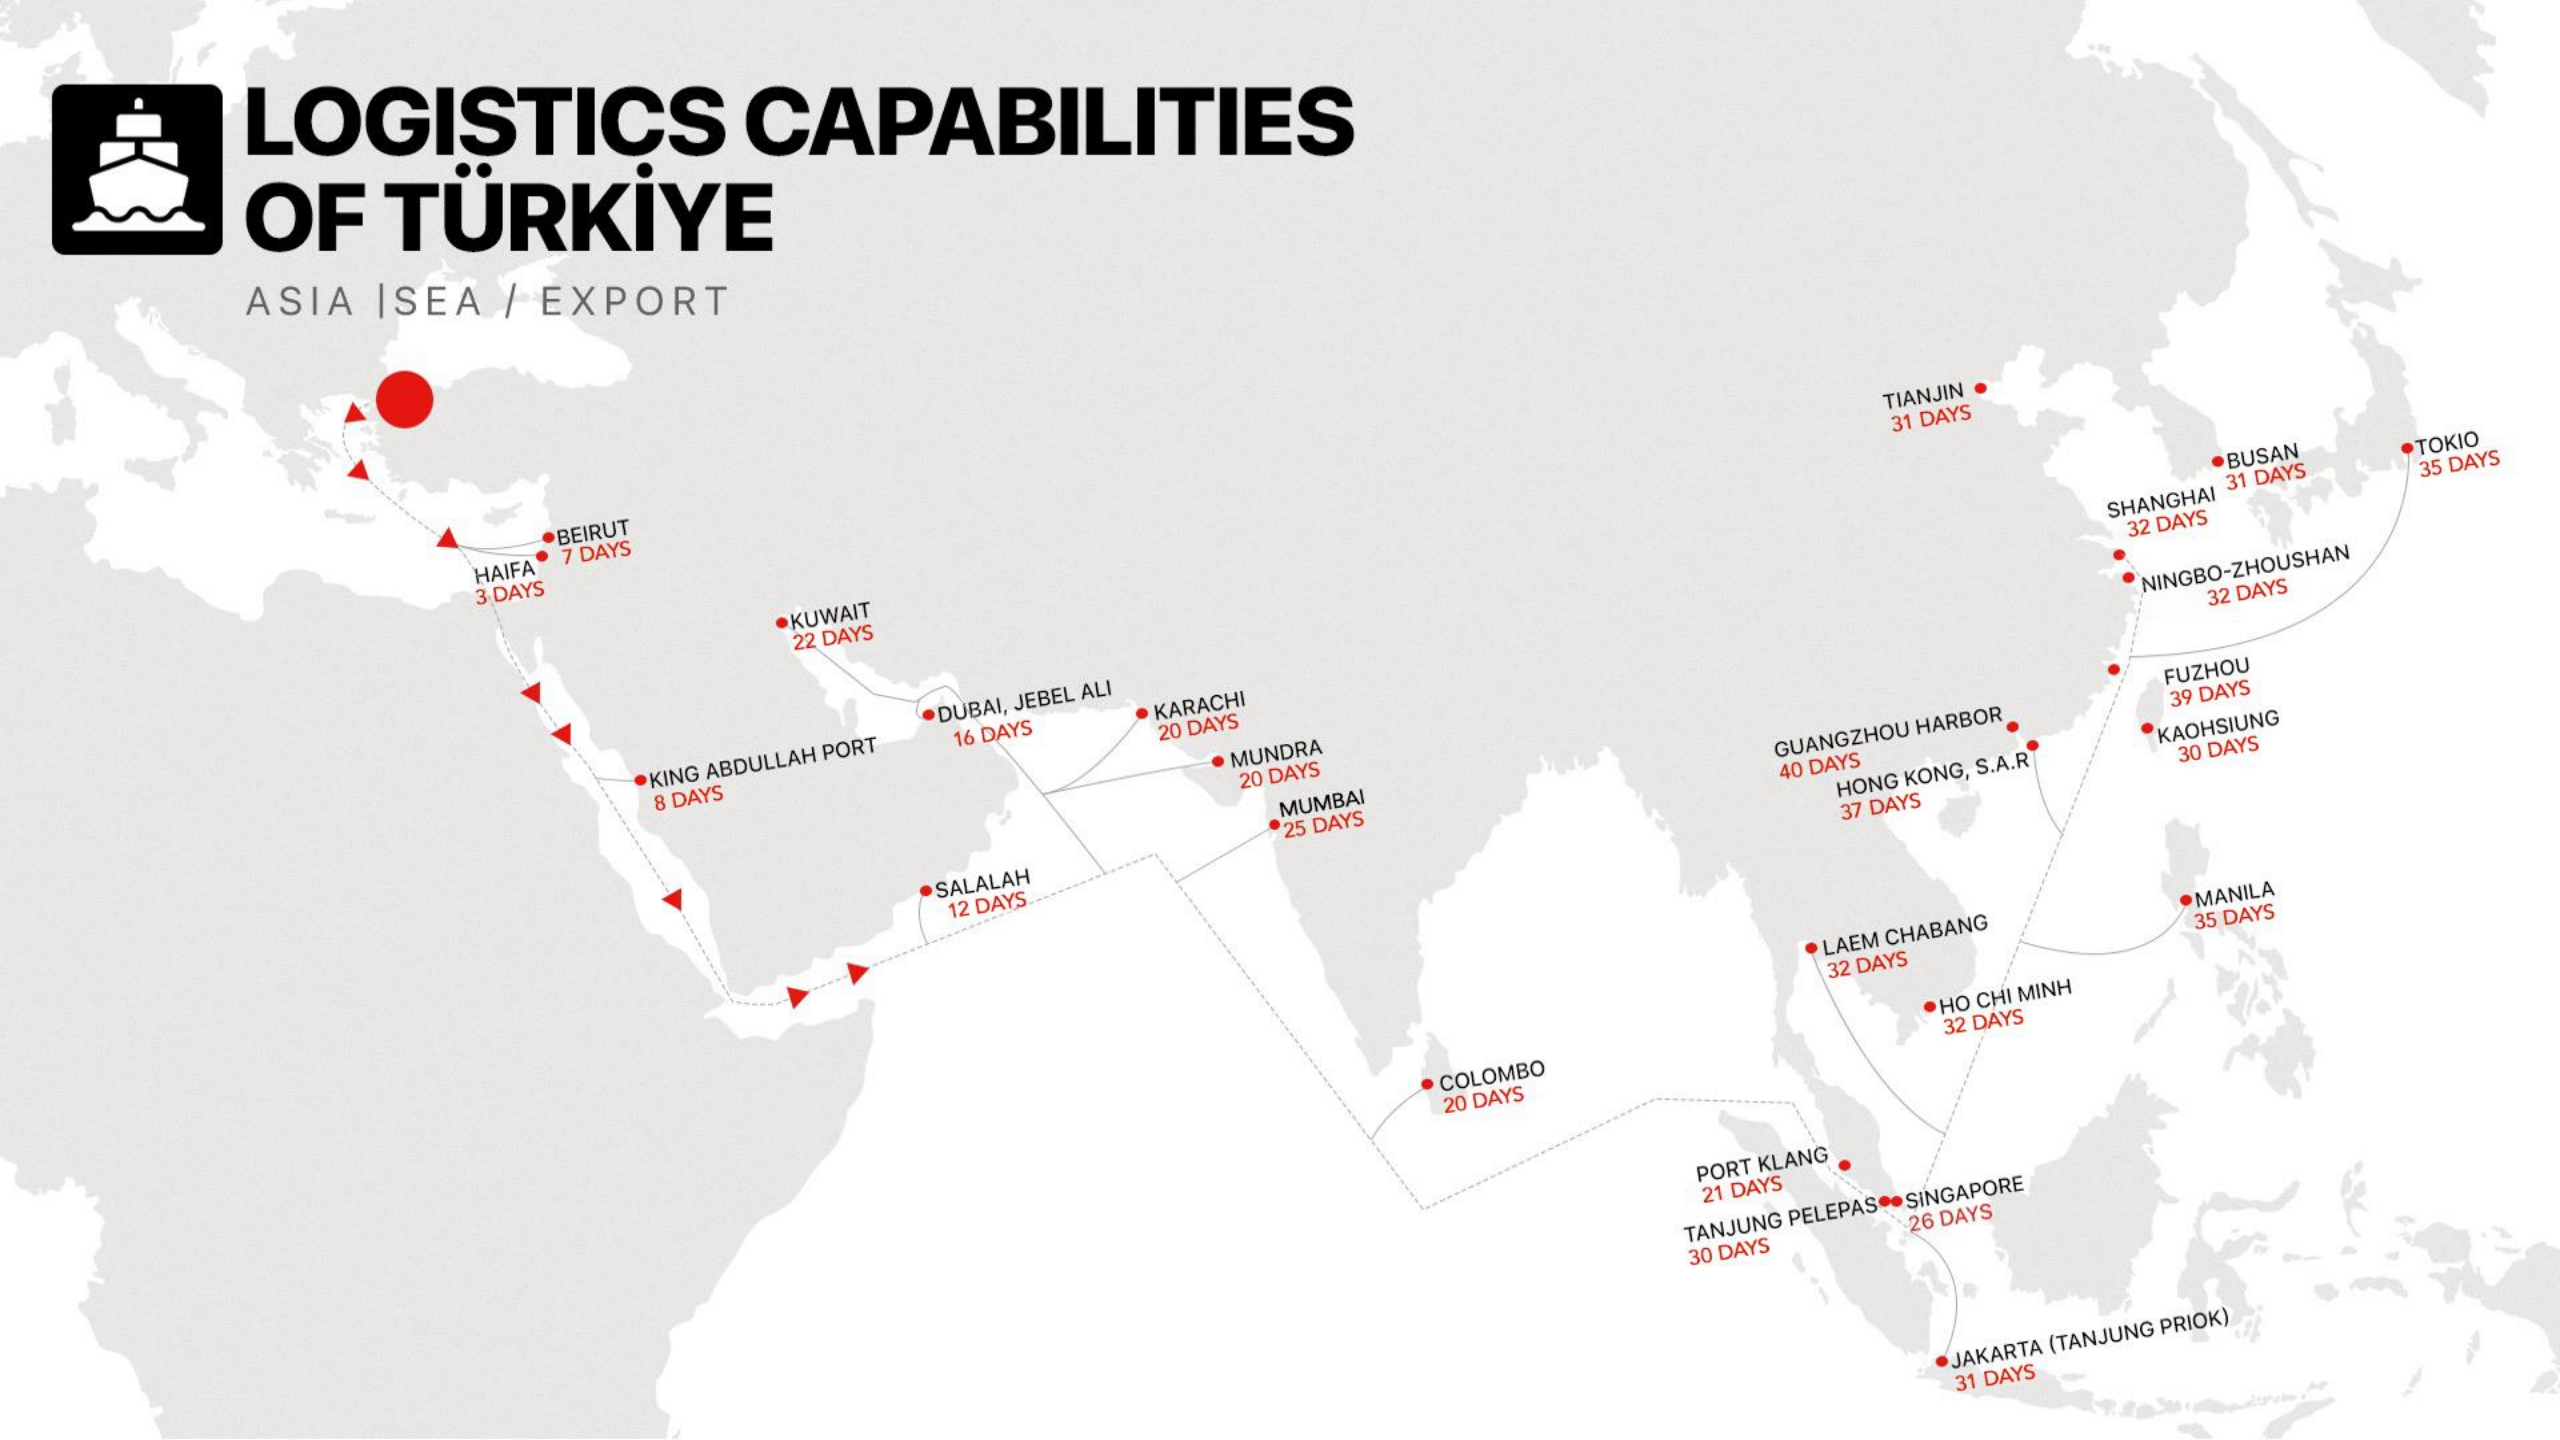 LOGISTICS CAPABILITIES
OF TÜRKİYE
ASIA |SEA / EXPORT
TIANJIN
31 DAYS
BUSAN
31 DAYS
TOKIO
35 DAYS
SHANGHAI
32 DAYS
NINGBO-ZHOUSHAN
32 DAYS
BEIRUT
7 DAYS
HAIFA
3 DAYS
KUWAIT
22 DAYS
DUBAI, JEBEL ALI
16 DAYS
KARACHI
20 DAYS
MUNDRA
20 DAYS
MUMBAI
25 DAYS
KING ABDULLAH PORT
8 DAYS
SALALAH
12 DAYS
FUZHOU
39 DAYS
KAOHSIUNG
30 DAYS
GUANGZHOU HARBOR
40 DAYS
HONG KONG, S.A.R
37 DAYS
MANILA
35 DAYS
LAEM CHABANG
32 DAYS
HO CHI MINH
32 DAYS
COLOMBO
20 DAYS
PORT KLANG
21 DAYS
TANJUNG PELEPAS
30 DAYS
SİNGAPORE
26 DAYS
JAKARTA (TANJUNG PRIOK)
31 DAYS